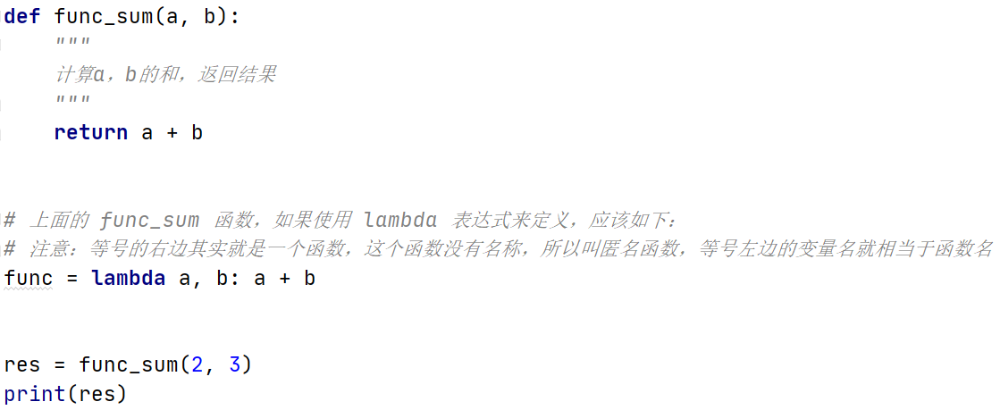 def func_sum(a, b):
    """
    计算a，b的和，返回结果
    """
    return a + b
# 上面的 func_sum 函数，如果使用 lambda 表达式来定义，应该如下：
# 注意：等号的右边其实就是一个函数，这个函数没有名称，所以叫匿名函数，等号左边的变量名就相当于函数名
func = lambda a, b: a + b
res = func_sum(2, 3)
print(res)